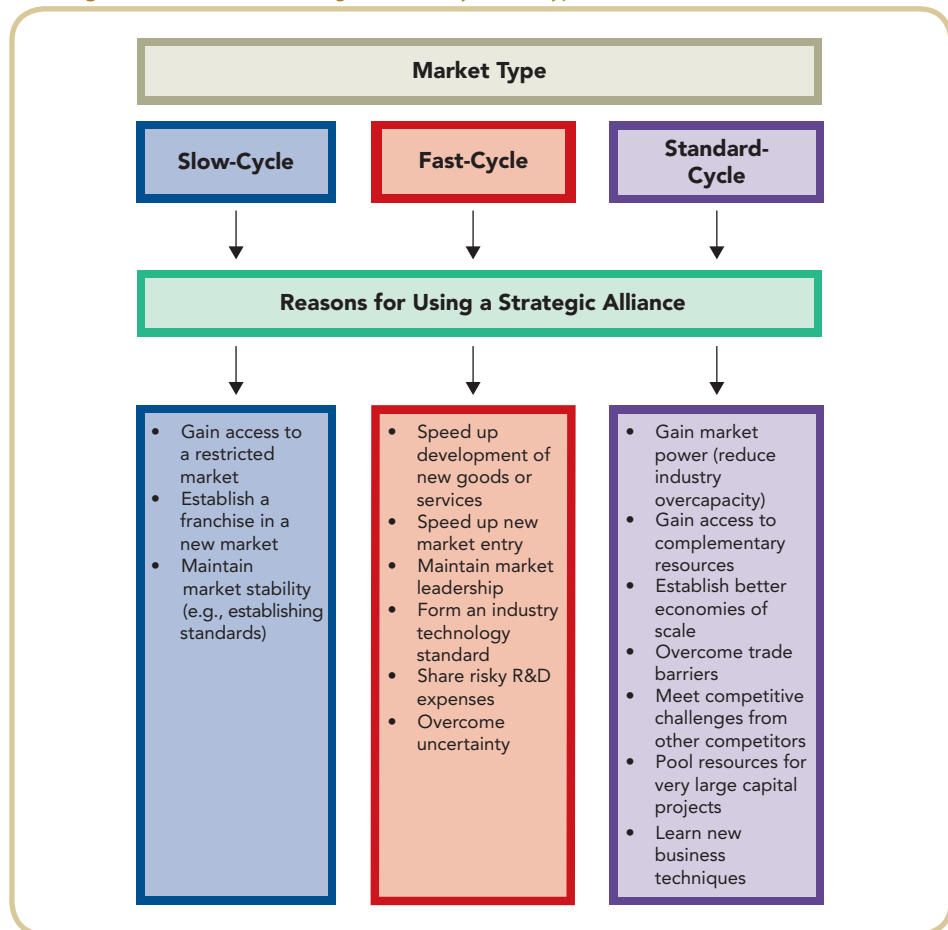 Market Type
Slow-Cycle
Fast-Cycle
Standard-
Cycle
Reasons for Using a Strategic Alliance
• Gain access to
a restricted
market
• Establish a
franchise in a
new market
• Maintain
market stability
(e.g., establishing
standards)
• Speed up
development of
new goods or
services
• Speed up new
market entry
• Maintain market
leadership
• Form an industry
technology
standard
• Share risky R&D
expenses
• Overcome
uncertainty
• Gain market
power (reduce
industry
overcapacity)
• Gain access to
complementary
resources
• Establish better
economies of
scale
• Overcome trade
barriers
• Meet competitive
challenges from
other competitors
• Pool resources for
very large capital
projects
• Learn new
business
techniques